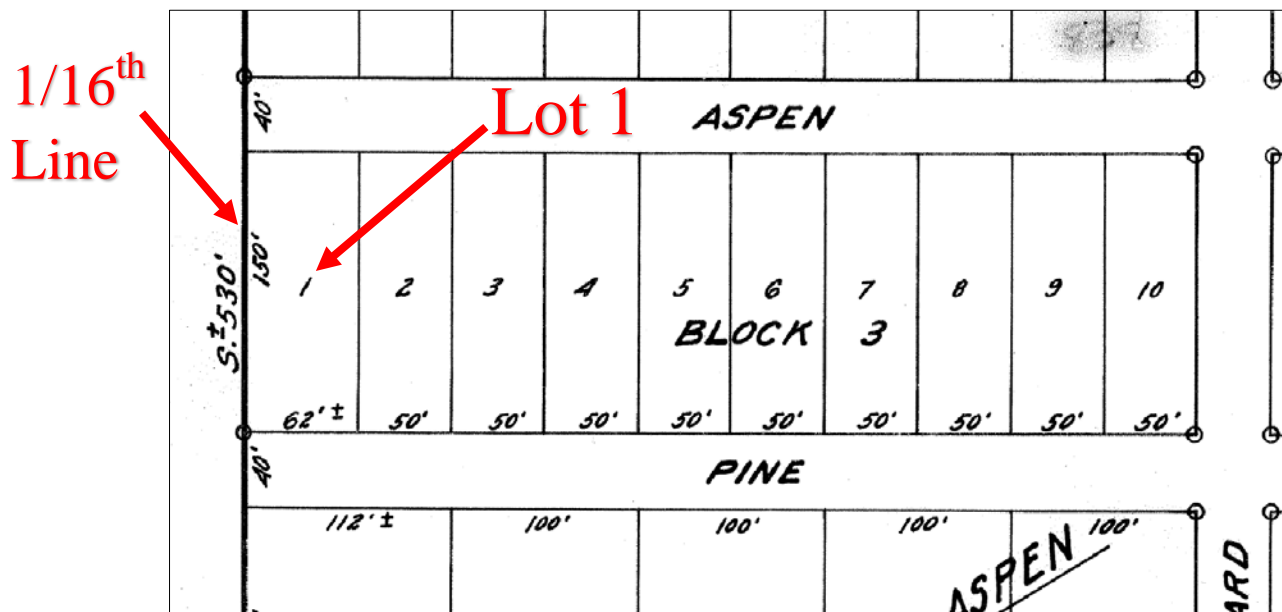 1/16th
Line
Lot 1
40'
ASPEN
150'
S.±530'
1 2 3 4 5 6 7 8 9 10
BLOCK 3
62'± 50' 50' 50' 50' 50' 50' 50' 50' 50'
40'
PINE
112'± 100' 100' 100' 100'
ASPEN
ARD